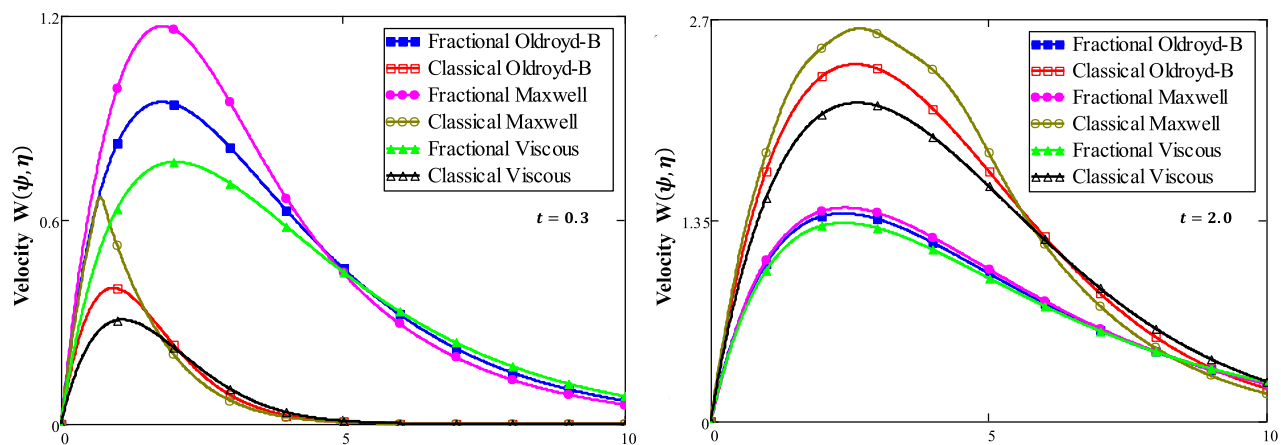 1.2
Fractional Oldroyd-B
Classical Oldroyd-B
Fractional Maxwell
Classical Maxwell
Fractional Viscous
Classical Viscous
0.6
t = 0.3
Velocity W(ψ, η)
0
0
5
10
2.7
Fractional Oldroyd-B
Classical Oldroyd-B
Fractional Maxwell
Classical Maxwell
Fractional Viscous
Classical Viscous
1.35
t = 2.0
Velocity W(ψ, η)
0
0
5
10